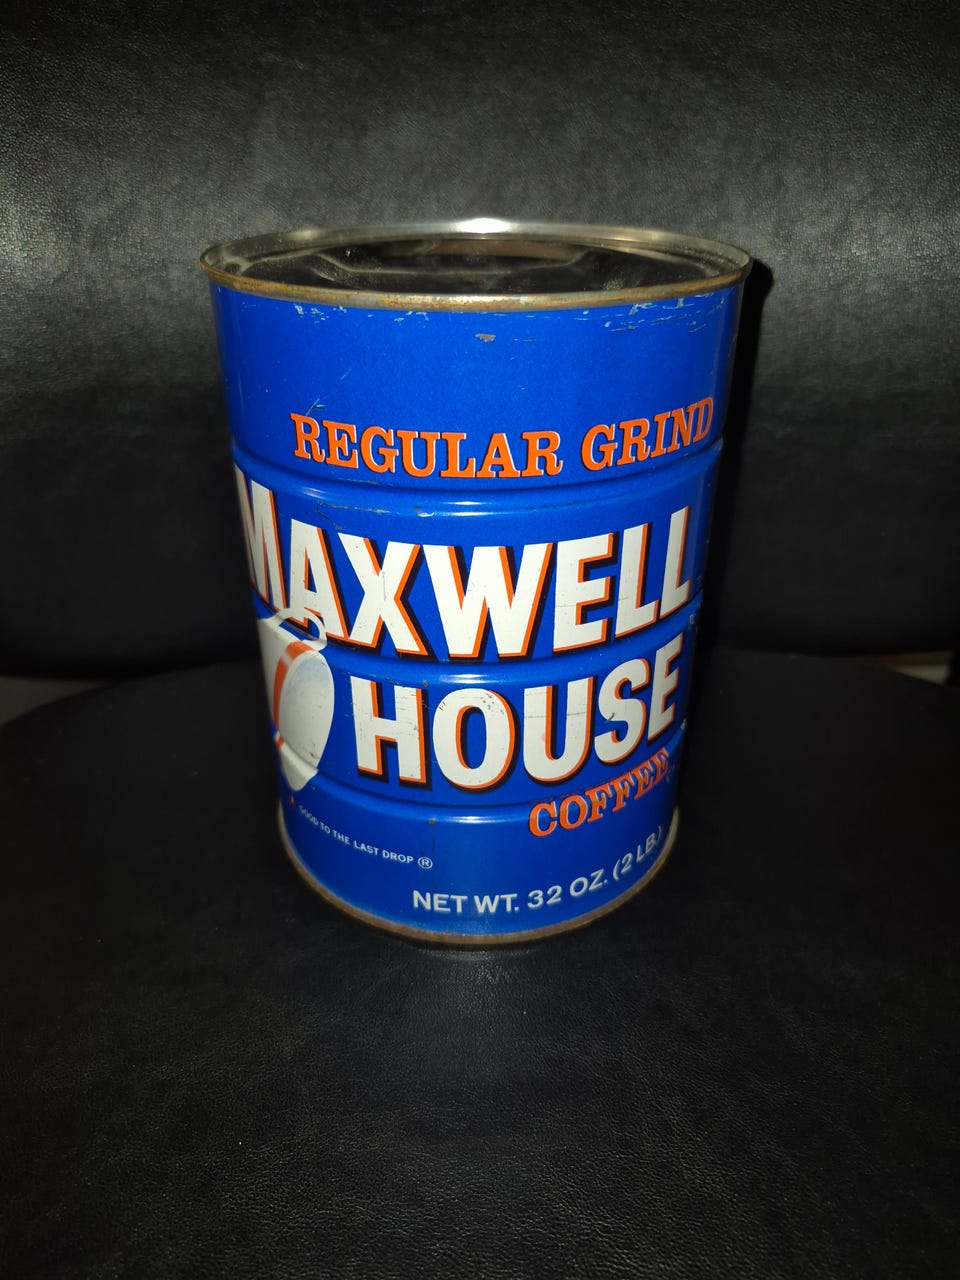 REGULAR GRIND
MAXWELL
HOUSE
COFFEE
GOOD TO THE LAST DROP ®
NET WT. 32 OZ. (2 LB.)